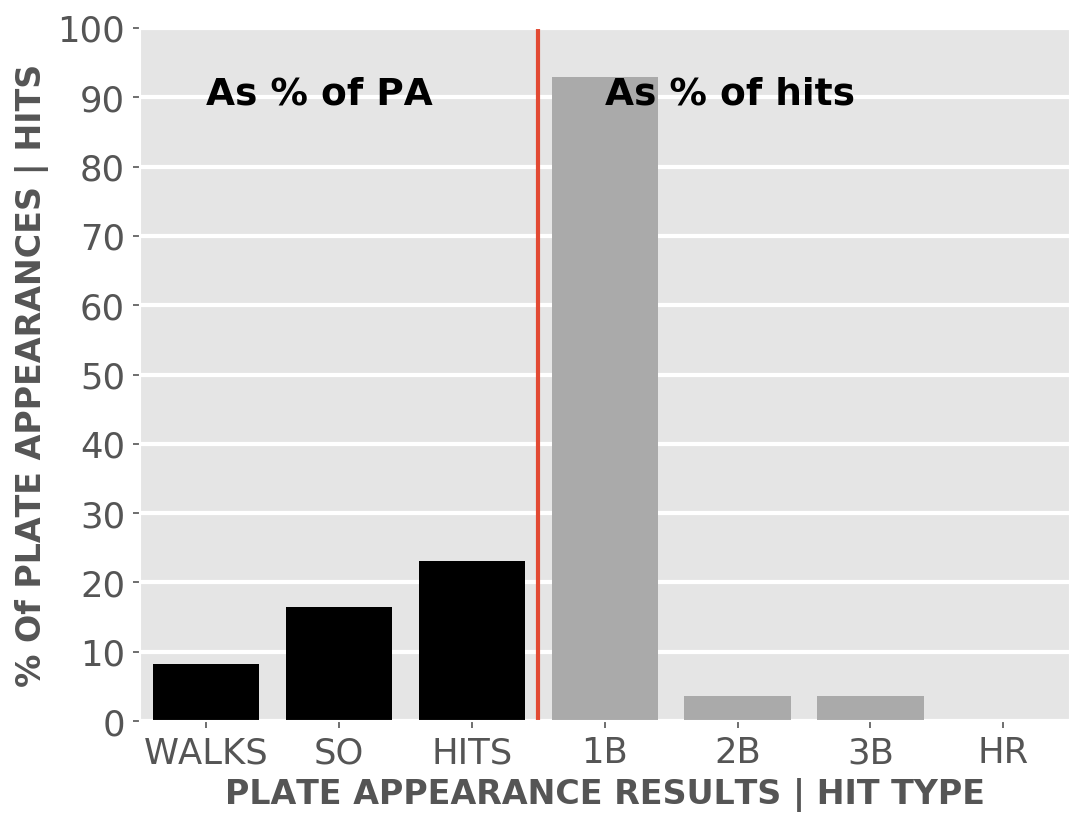 % Of PLATE APPEARANCES | HITS
100
90
80
70
60
50
40
30
20
10
0
As % of PA
As % of hits
WALKS SO HITS 1B 2B 3B HR
PLATE APPEARANCE RESULTS | HIT TYPE